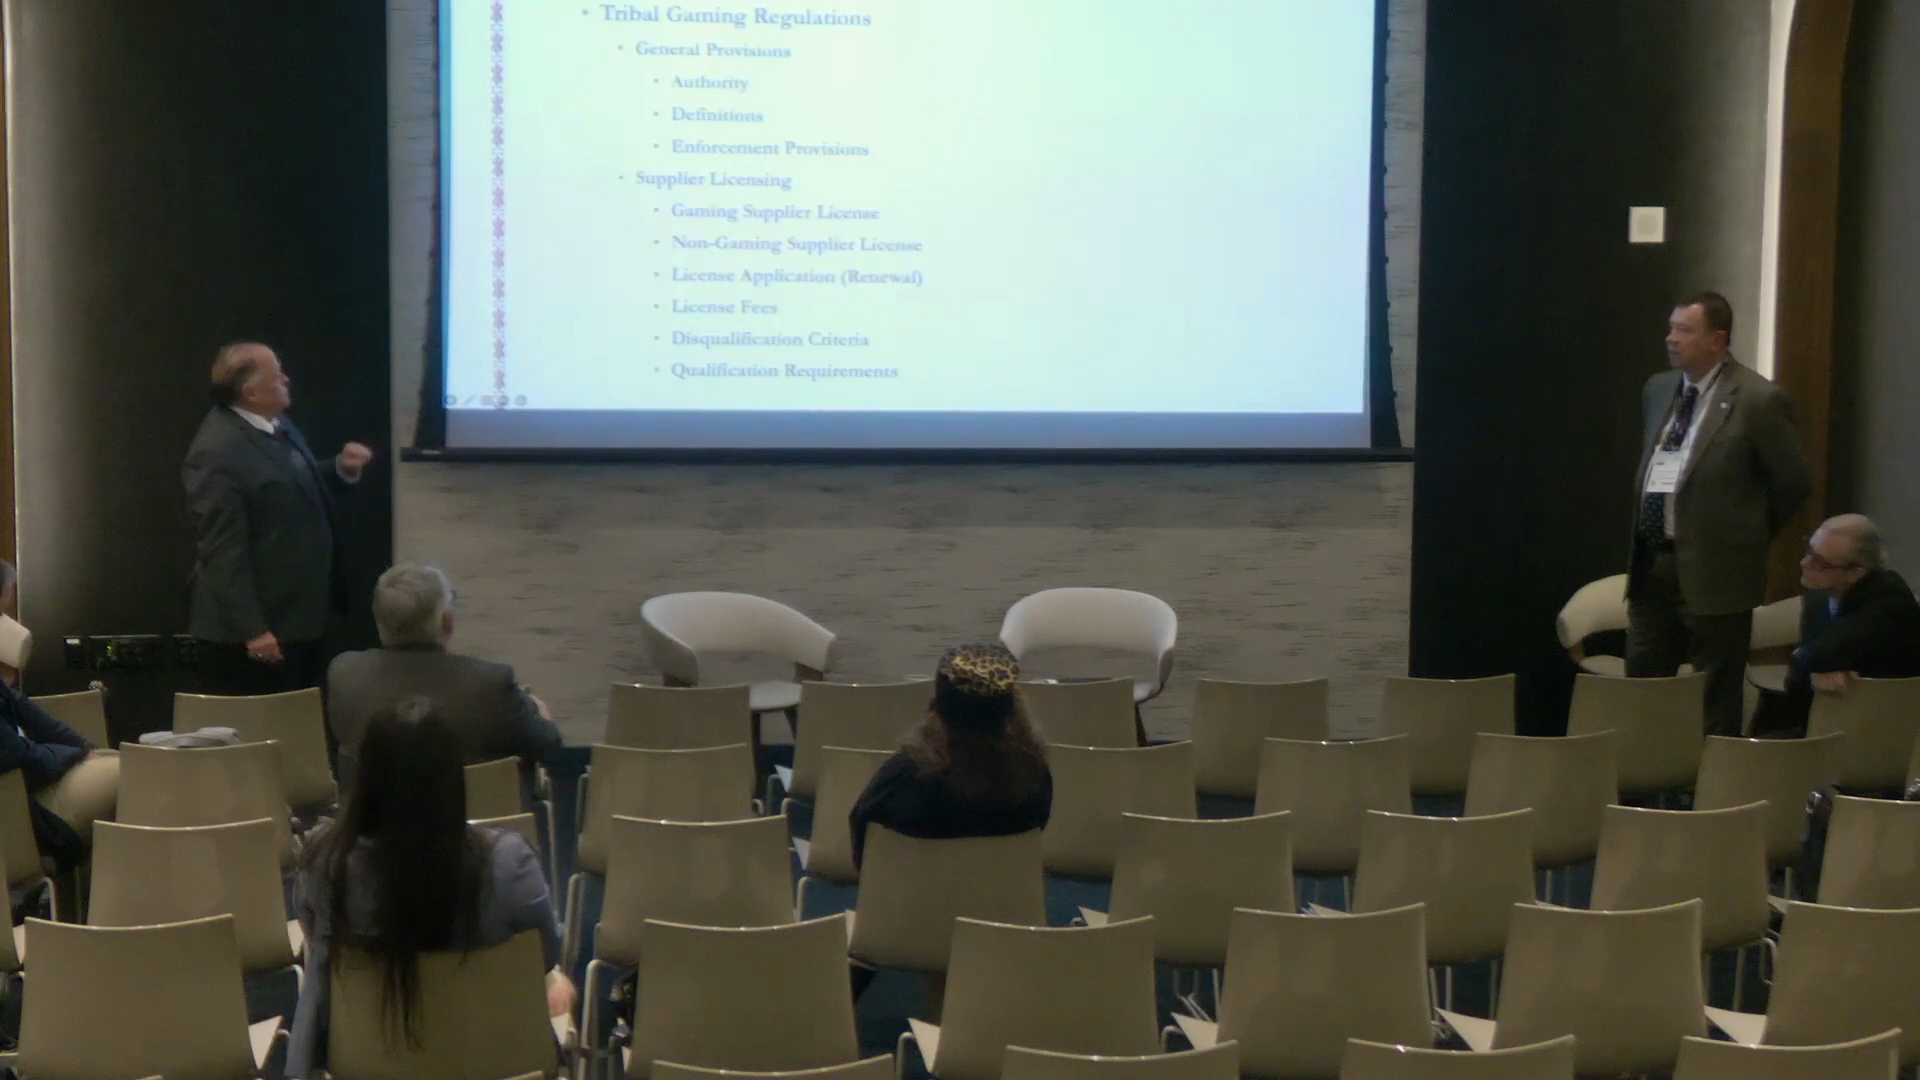 Tribal Gaming Regulations
General Provisions
Authority
Definitions
Enforcement Provisions
Supplier Licensing
Gaming Supplier License
Non-Gaming Supplier License
License Application (Renewal)
License Fees
Disqualification Criteria
Qualification Requirements